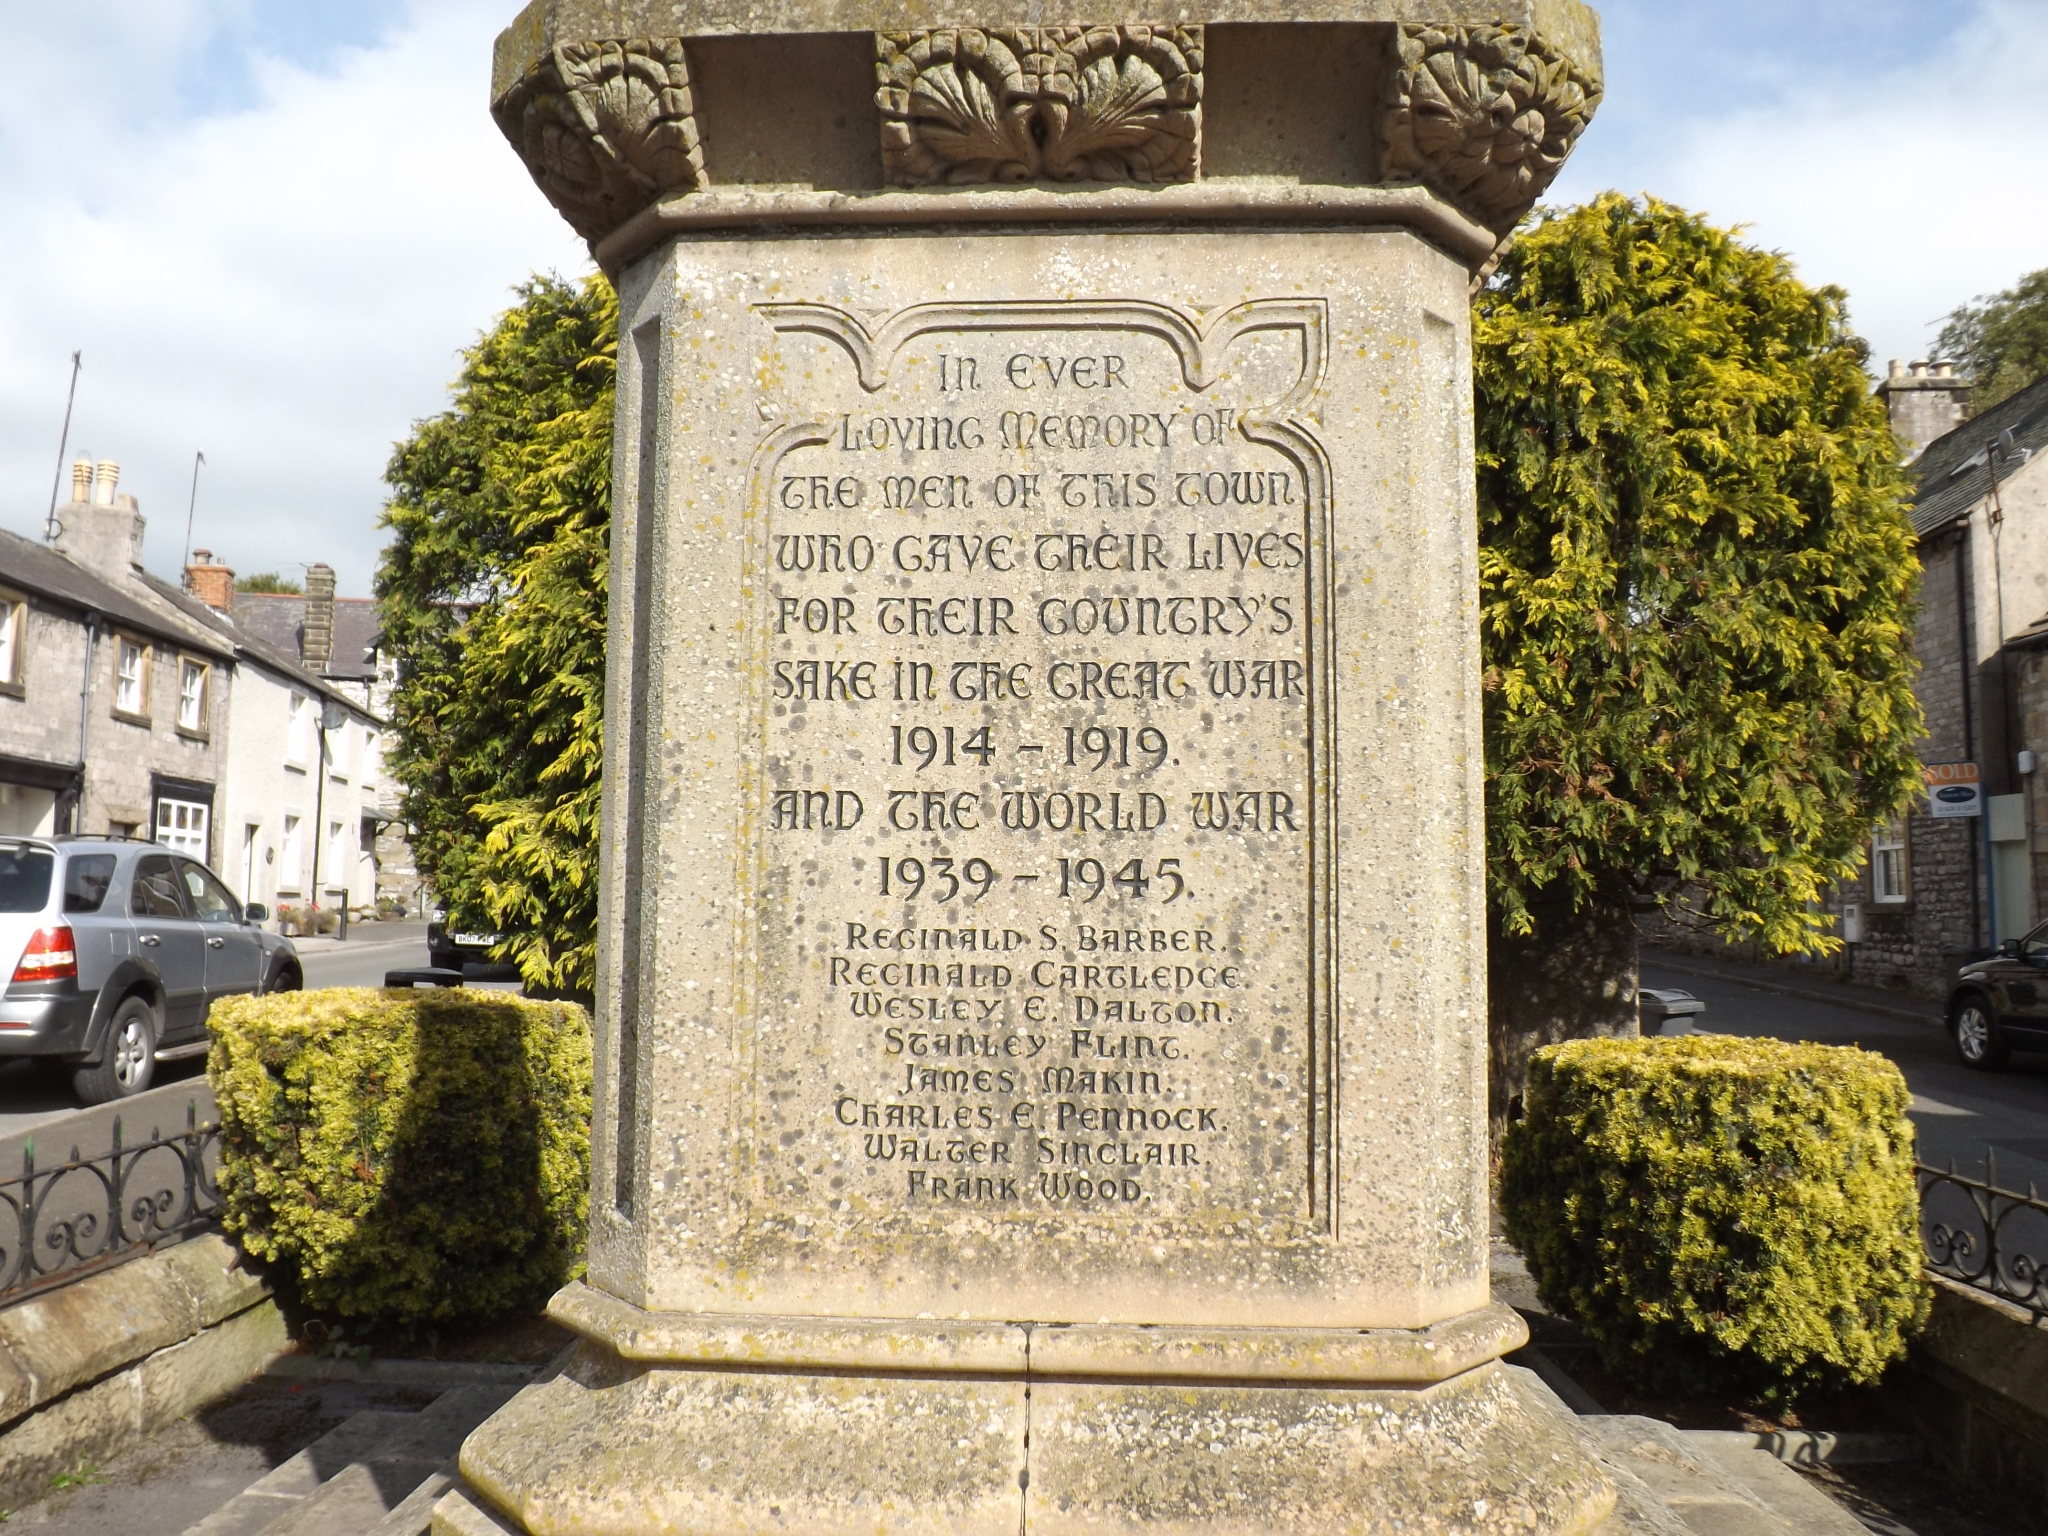 IN EVER
LOVING MEMORY OF
THE MEN OF THIS TOWN
WHO GAVE THEIR LIVES
FOR THEIR COUNTRY'S
SAKE IN THE GREAT WAR
1914 – 1919.
AND THE WORLD WAR
1939 – 1945.
REGINALD S. BARBER.
REGINALD CARTLEDGE.
WESLEY E. DALTON.
STANLEY FLINT.
JAMES MAKIN.
CHARLES E. PENNOCK.
WALTER SINCLAIR.
FRANK WOOD.
SOLD